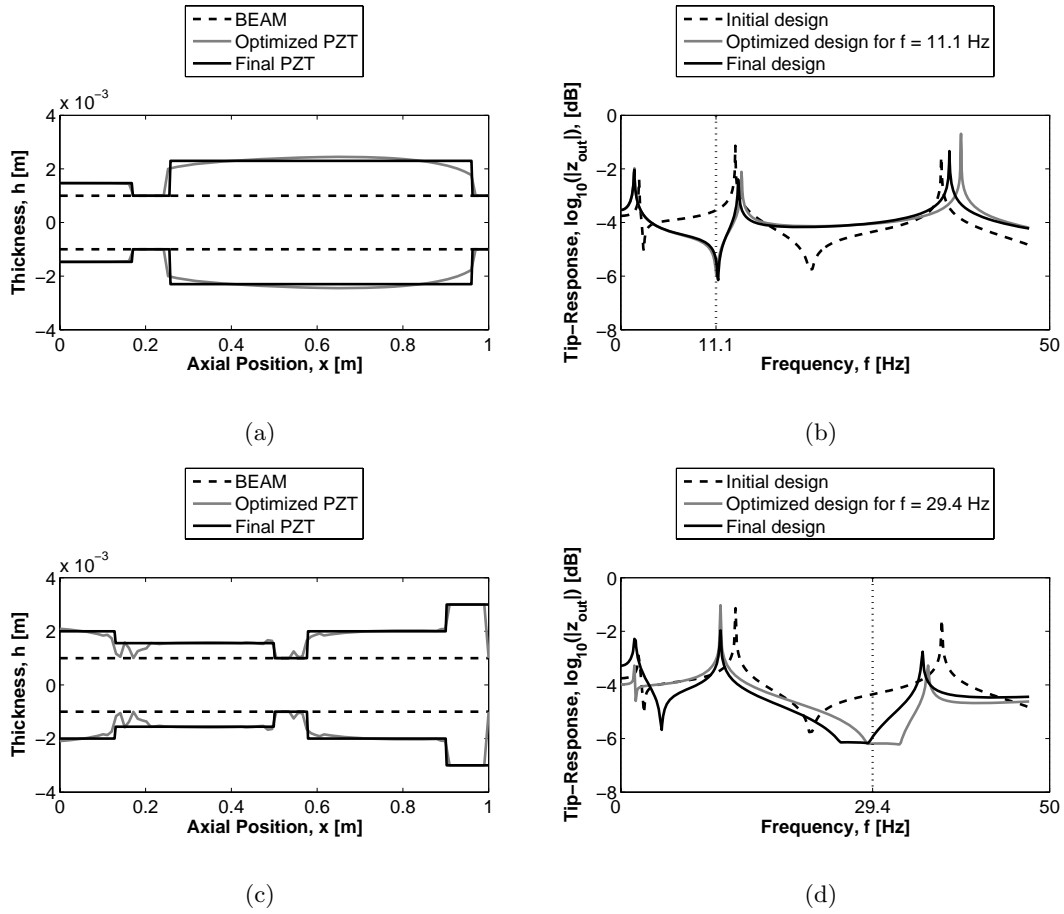 BEAM
Optimized PZT
Final PZT
x 10−3
4
2
0
−2
−4
0
0.2
0.4
0.6
0.8
1
Thickness, h [m]
Axial Position, x [m]
(a)
Initial design
Optimized design for f = 11.1 Hz
Final design
0
−2
−4
−6
−8
0
11.1
50
Tip−Response, log10(|zout|), [dB]
Frequency, f [Hz]
(b)
BEAM
Optimized PZT
Final PZT
x 10−3
4
2
0
−2
−4
0
0.2
0.4
0.6
0.8
1
Thickness, h [m]
Axial Position, x [m]
(c)
Initial design
Optimized design for f = 29.4 Hz
Final design
0
−2
−4
−6
−8
0
29.4
50
Tip−Response, log10(|zout|) [dB]
Frequency, f [Hz]
(d)